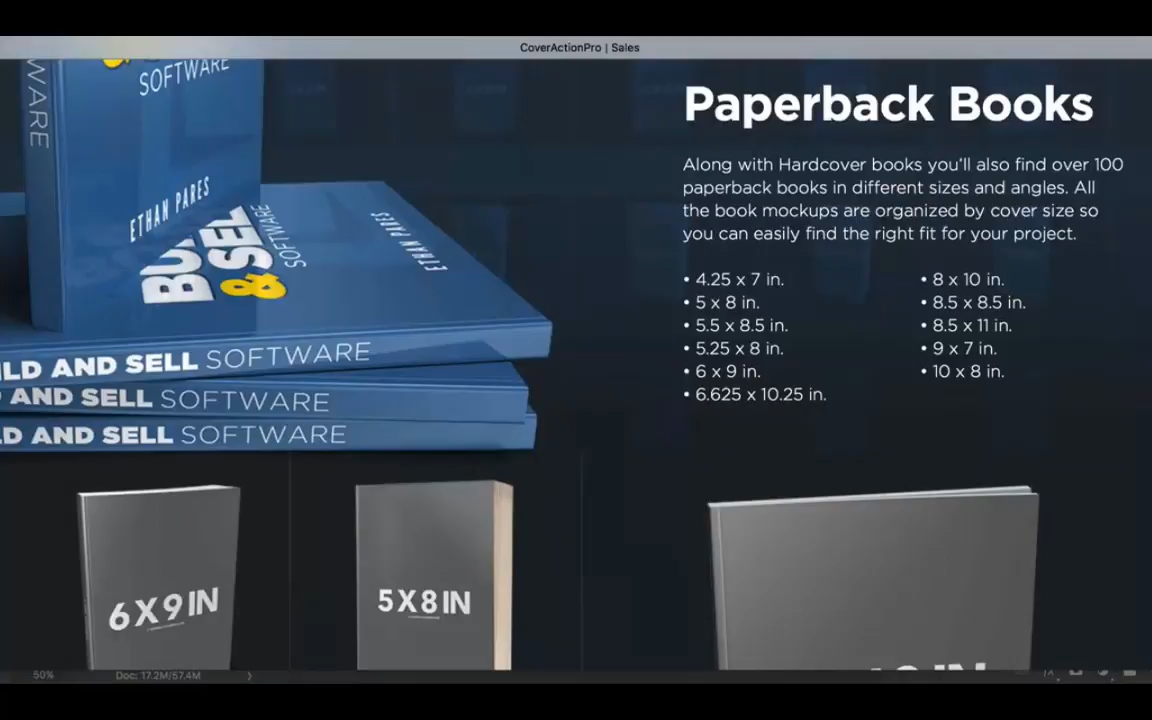 CoverActionPro | Sales
WARE
SOFTWARE
ETHAN PARES
& SEL
SOFTWARE
ETHAN PARES
LD AND SELL SOFTWARE
AND SELL SOFTWARE
D AND SELL SOFTWARE
Paperback Books
Along with Hardcover books you'll also find over 100
paperback books in different sizes and angles. All
the book mockups are organized by cover size so
you can easily find the right fit for your project.
• 4.25 x 7 in.
• 5 x 8 in.
• 5.5 x 8.5 in.
• 5.25 x 8 in.
• 6 x 9 in.
• 6.625 x 10.25 in.
• 8 x 10 in.
• 8.5 x 8.5 in.
• 8.5 x 11 in.
• 9 x 7 in.
• 10 x 8 in.
6X9IN
5X8IN
50%
Doc: 17.2M/57.4M